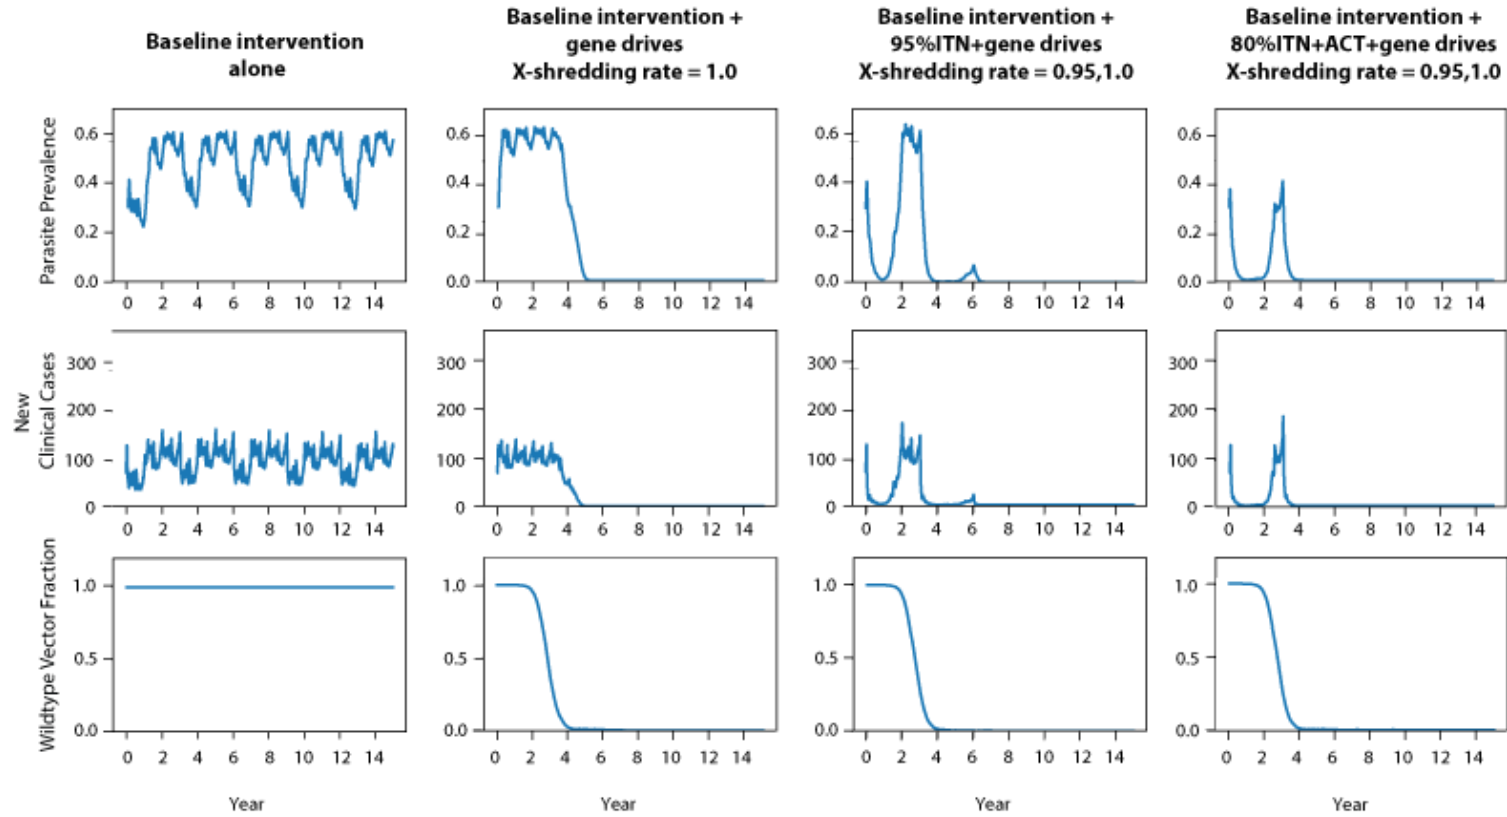 Baseline intervention
alone
Baseline intervention +
gene drives
X-shredding rate = 1.0
Baseline intervention +
95%ITN+gene drives
X-shredding rate = 0.95,1.0
Baseline intervention +
80%ITN+ACT+gene drives
X-shredding rate = 0.95,1.0
Parasite Prevalence
0.6
0.4
0.2
0.0
0 2 4 6 8 10 12 14
0.6
0.4
0.2
0.0
0 2 4 6 8 10 12 14
0.6
0.4
0.2
0.0
0 2 4 6 8 10 12 14
0.6
0.4
0.2
0.0
0 2 4 6 8 10 12 14
New
Clinical Cases
300
200
100
0
0 2 4 6 8 10 12 14
300
200
100
0
0 2 4 6 8 10 12 14
300
200
100
0
0 2 4 6 8 10 12 14
300
200
100
0
0 2 4 6 8 10 12 14
Wildtype Vector Fraction
1.0
0.5
0.0
0 2 4 6 8 10 12 14
Year
1.0
0.5
0.0
0 2 4 6 8 10 12 14
Year
1.0
0.5
0.0
0 2 4 6 8 10 12 14
Year
1.0
0.5
0.0
0 2 4 6 8 10 12 14
Year